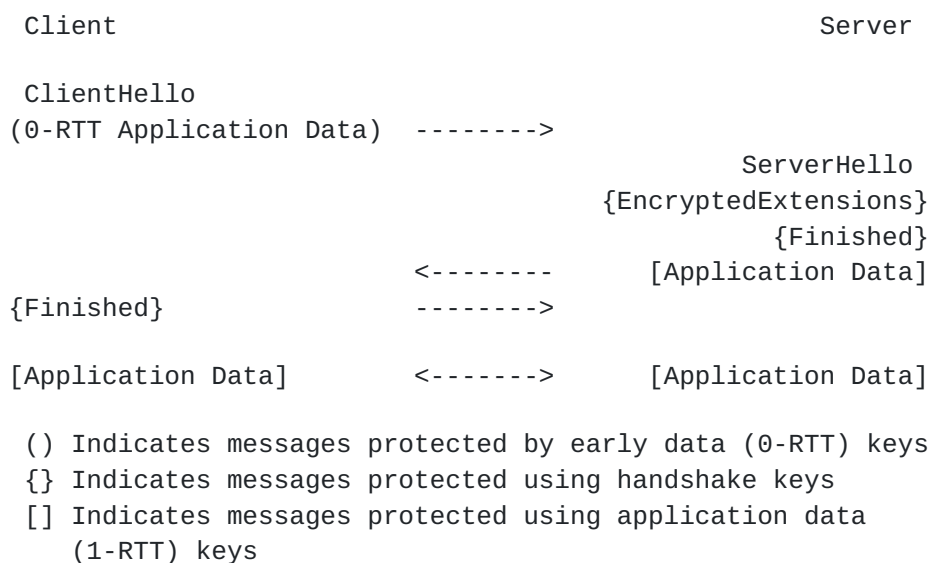 Client Server
ClientHello
(0-RTT Application Data) -------->
ServerHello
{EncryptedExtensions}
{Finished}
<-------- [Application Data]
{Finished} -------->
[Application Data] <-------> [Application Data]
() Indicates messages protected by early data (0-RTT) keys
{} Indicates messages protected using handshake keys
[] Indicates messages protected using application data
(1-RTT) keys